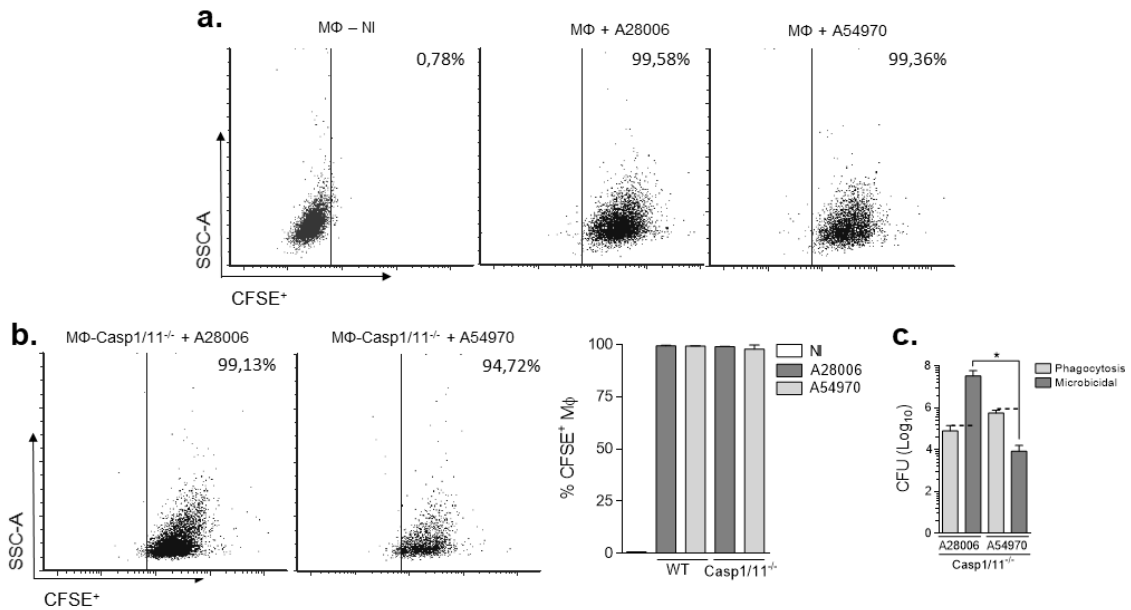 a.
MΦ – NI
MΦ + A28006
MΦ + A54970
0,78%
99,58%
99,36%
SSC-A
CFSE⁺
b.
MΦ-Casp1/11⁻/⁻ + A28006
MΦ-Casp1/11⁻/⁻ + A54970
99,13%
94,72%
SSC-A
CFSE⁺
% CFSE⁺ Mϕ
100
75
50
25
0
NI
A28006
A54970
WT
Casp1/11⁻/⁻
c.
*
Phagocytosis
Microbicidal
CFU (Log₁₀)
8
6
4
2
0
A28006
A54970
Casp1/11⁻/⁻